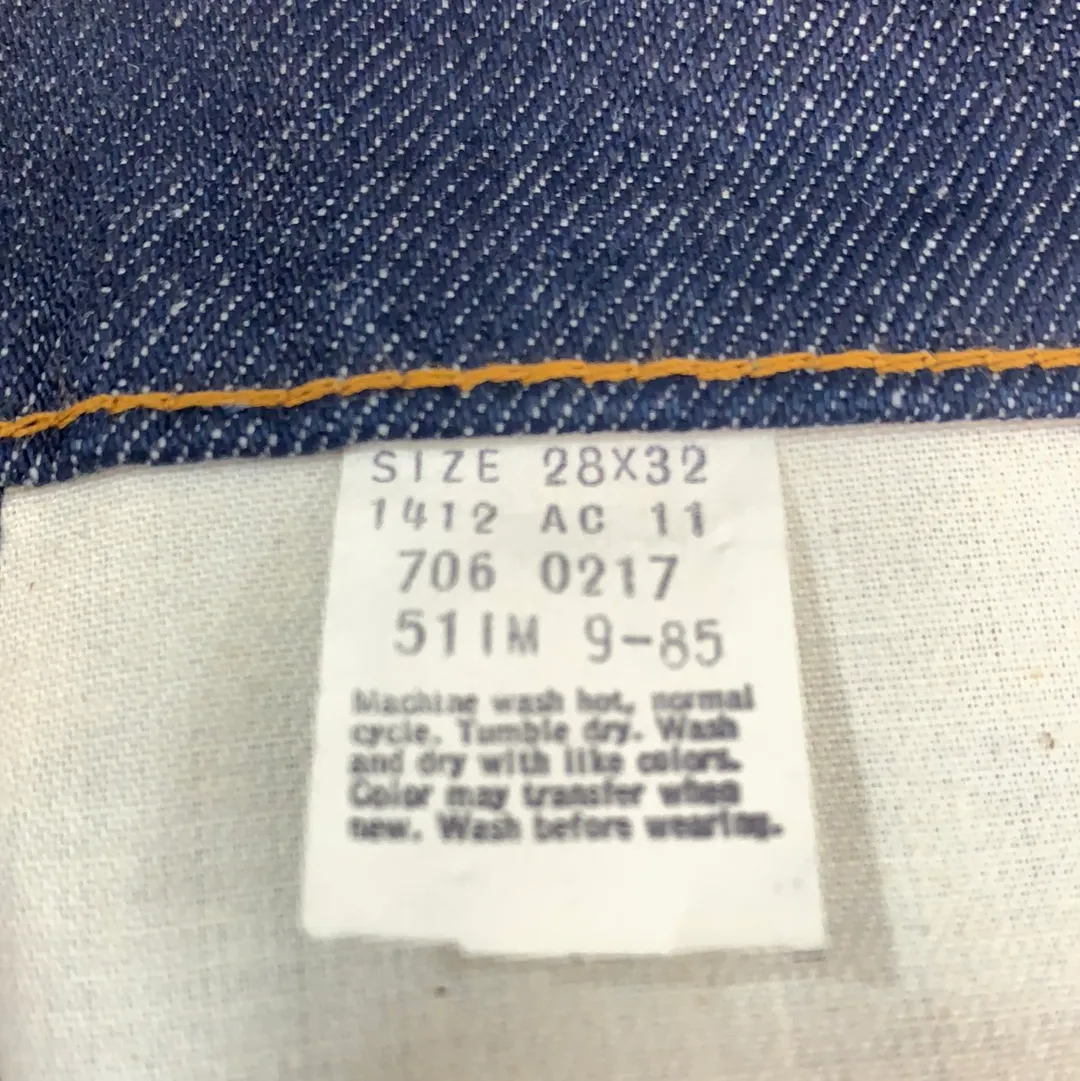 SIZE 28X32
1412 AC 11
706 0217
511M 9-85
Machine wash hot, normal
cycle. Tumble dry. Wash
and dry with like colors.
Color may transfer when
new. Wash before wearing.